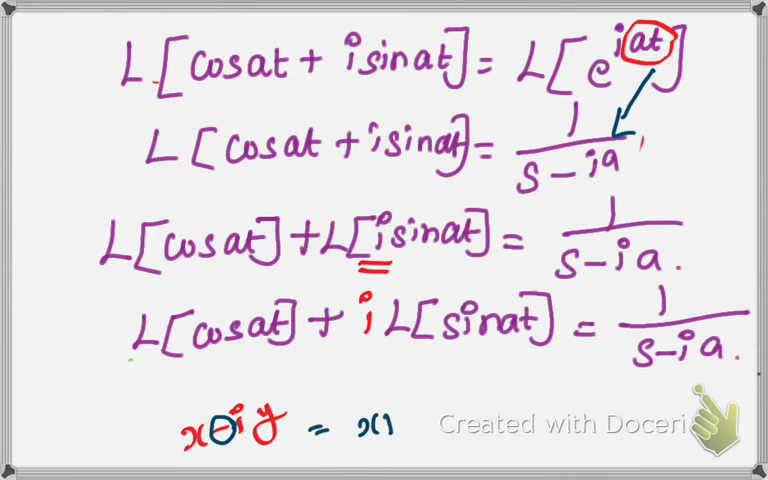 L[cosat + isinat] = L[e^{iat}]
L[cosat + isinat] = 1/(s-ia)
L[cosat] + L[isinat] = 1/(s-ia.)
L[cosat] + i L[sinat] = 1/(s-ia.)
x-iy = x
Created with Doceri